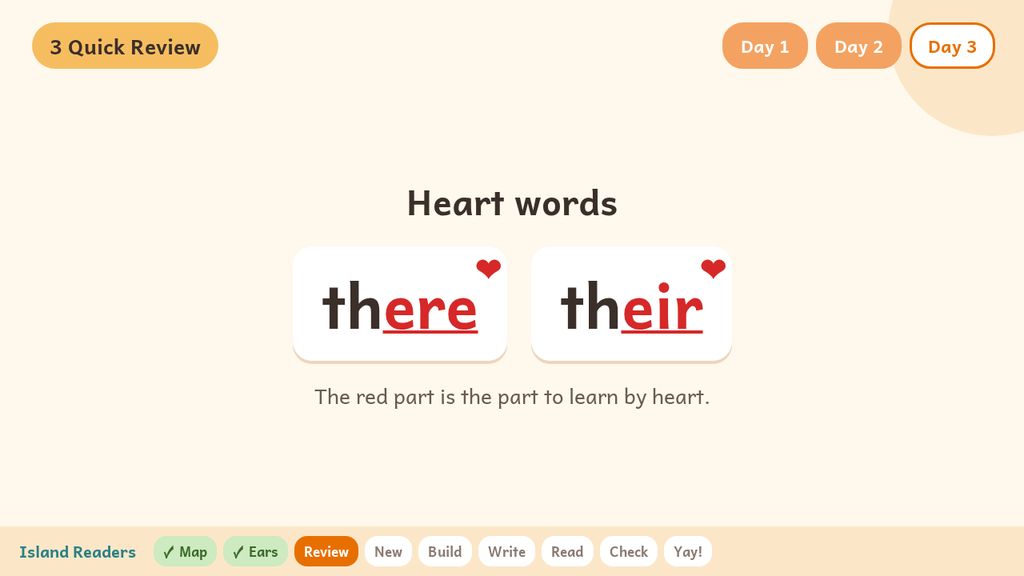 3 Quick Review
Day 1 Day 2 Day 3
Heart words
there ❤ their ❤
The red part is the part to learn by heart.
Island Readers ✓ Map ✓ Ears Review New Build Write Read Check Yay!